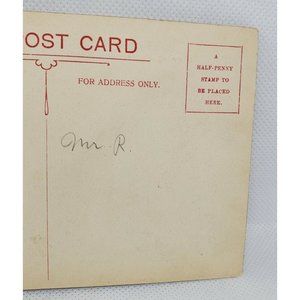 OST CARD
FOR ADDRESS ONLY.
A
HALF-PENNY
STAMP TO
BE PLACED
HERE.
Mr R.